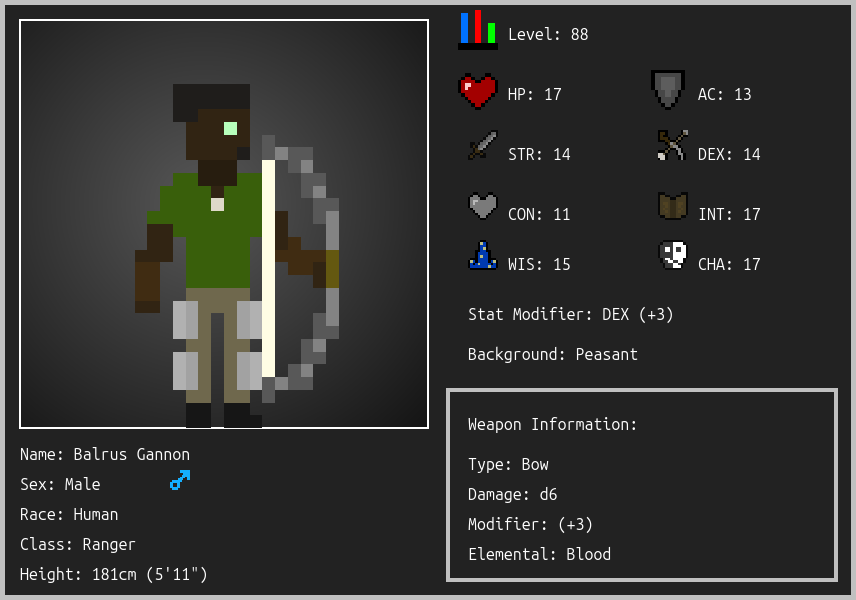 Level: 88
HP: 17
AC: 13
STR: 14
DEX: 14
CON: 11
INT: 17
WIS: 15
CHA: 17
Stat Modifier: DEX (+3)
Background: Peasant
Weapon Information:
Type: Bow
Damage: d6
Modifier: (+3)
Elemental: Blood
Name: Balrus Gannon
Sex: Male
Race: Human
Class: Ranger
Height: 181cm (5'11")